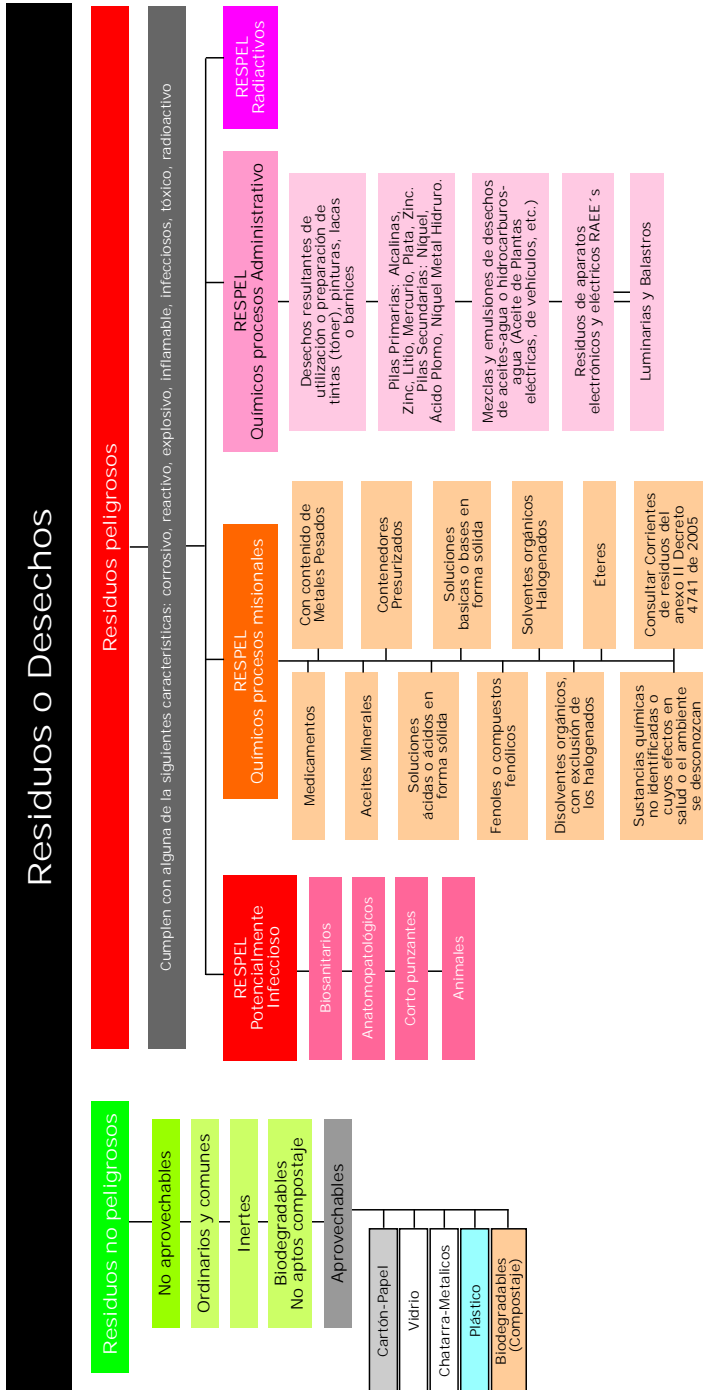 Residuos o Desechos
Residuos no peligrosos
No aprovechables
Ordinarios y comunes
Inertes
Biodegradables
No aptos compostaje
Aprovechables
Cartón-Papel
Vidrio
Chatarra-Metalicos
Plástico
Biodegradables
(Compostaje)
Residuos peligrosos
Cumplen con alguna de la siguientes características: corrosivo, reactivo, explosivo, inflamable, infecciosos, tóxico, radioactivo
RESPEL
Potencialmente
Infeccioso
Biosanitarios
Anatomopatológicos
Corto punzantes
Animales
RESPEL
Químicos procesos misionales
Medicamentos
Con contenido de
Metales Pesados
Aceites Minerales
Contenedores
Presurizados
Soluciones
ácidas o ácidos en
forma sólida
Soluciones
basicas o bases en
forma sólida
Fenoles o compuestos
fenólicos
Solventes orgánicos
Halogenados
Disolventes orgánicos,
con exclusión de
los halogenados
Éteres
Sustancias químicas
no identificadas o
cuyos efectos en
salud o el ambiente
se desconozcan
Consultar Corrientes
de residuos del
anexo II Decreto
4741 de 2005
RESPEL
Químicos procesos Administrativo
Desechos resultantes de
utilización o preparación de
tintas (tóner), pinturas, lacas
o barnices
Pilas Primarias: Alcalinas,
Zinc, Litio, Mercurio, Plata, Zinc.
Pilas Secundarias: Níquel,
Ácido Plomo, Níquel Metal Hidruro.
Mezclas y emulsiones de desechos
de aceites-agua o hidrocarburos-
agua (Aceite de Plantas
eléctricas, de vehículos, etc.)
Residuos de aparatos
electrónicos y eléctricos RAEE´s
Luminarias y Balastros
RESPEL
Radiactivos